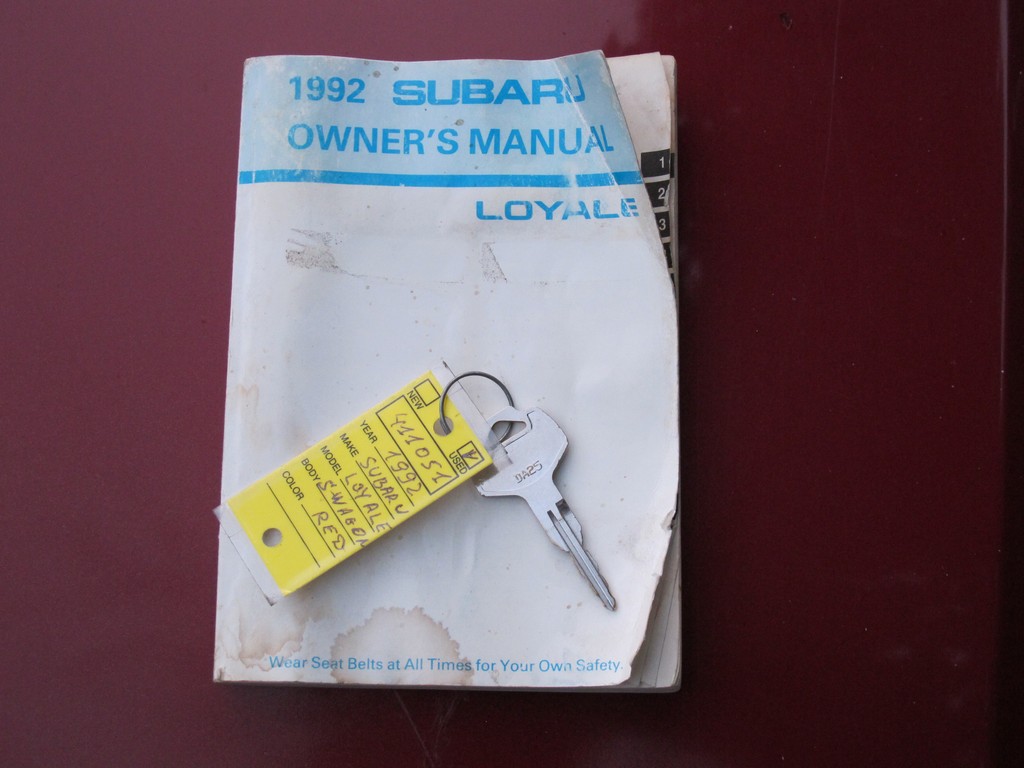 1992 SUBARU
OWNER'S MANUAL
LOYALE
1
2
3
NEW
USED
411051
YEAR 1992
MAKE SUBARU
MODEL LOYALE
BODY S WAGON
COLOR RED
DA25
Wear Seat Belts at All Times for Your Own Safety.